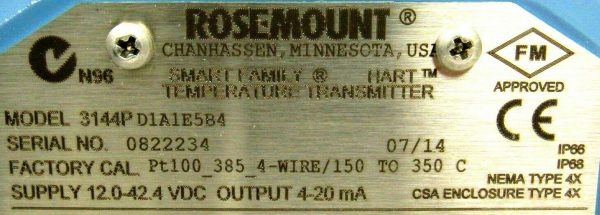 ROSEMOUNT®
CHANHASSEN, MINNESOTA, USA
N96
SMART FAMILY ® HART™
TEMPERATURE TRANSMITTER
FM
APPROVED
MODEL 3144P D1A1E5B4
SERIAL NO. 0822234 07/14
CE
FACTORY CAL. Pt100_385_4-WIRE/150 TO 350 C
IP66
IP68
SUPPLY 12.0-42.4 VDC OUTPUT 4-20 mA
NEMA TYPE 4X
CSA ENCLOSURE TYPE 4X